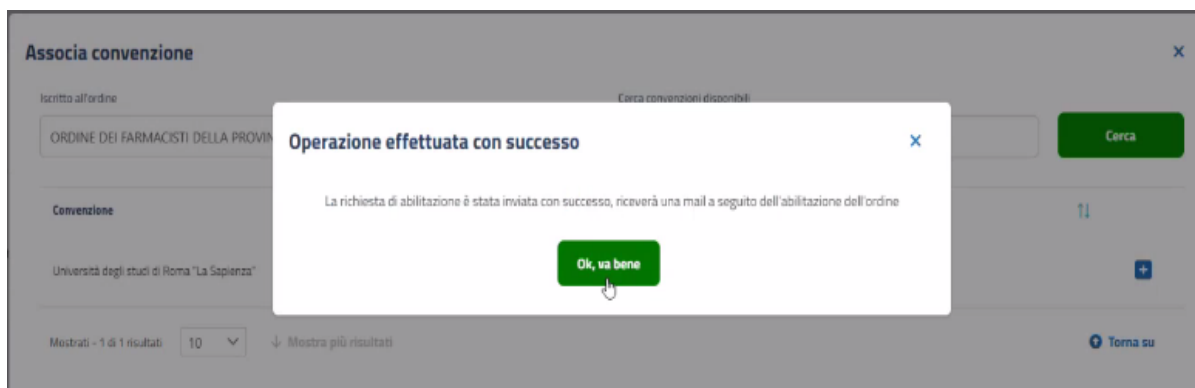 Associa convenzione
Iscritto all'ordine
Cerca convenzioni disponibili
ORDINE DEI FARMACISTI DELLA PROVIN
Cerca
Operazione effettuata con successo
La richiesta di abilitazione è stata inviata con successo, riceverà una mail a seguito dell'abilitazione dell'ordine
Ok, va bene
Convenzione
Università degli studi di Roma "La Sapienza"
Mostrati - 1 di 1 risultati
10
Mostra più risultati
Torna su